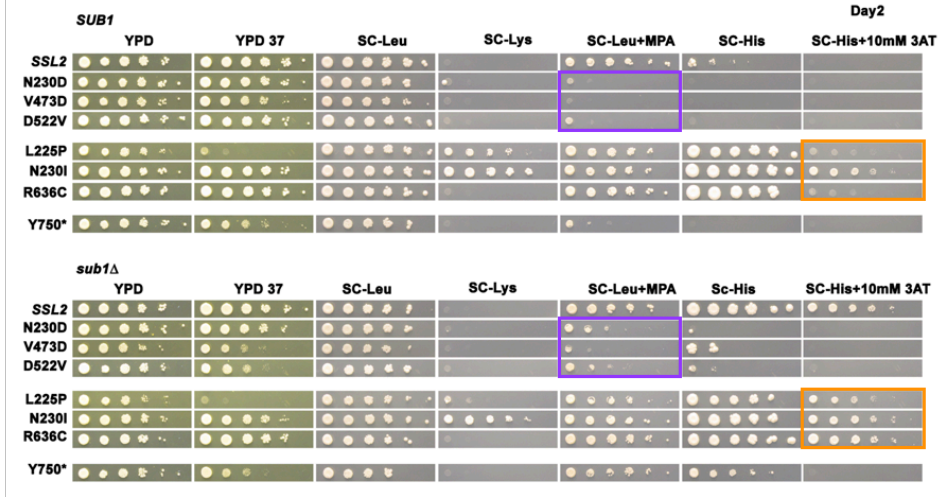 SUB1
Day2
YPD YPD 37 SC-Leu SC-Lys SC-Leu+MPA SC-His SC-His+10mM 3AT
SSL2
N230D
V473D
D522V
L225P
N230I
R636C
Y750*
sub1Δ
YPD YPD 37 SC-Leu SC-Lys SC-Leu+MPA Sc-His SC-His+10mM 3AT
SSL2
N230D
V473D
D522V
L225P
N230I
R636C
Y750*